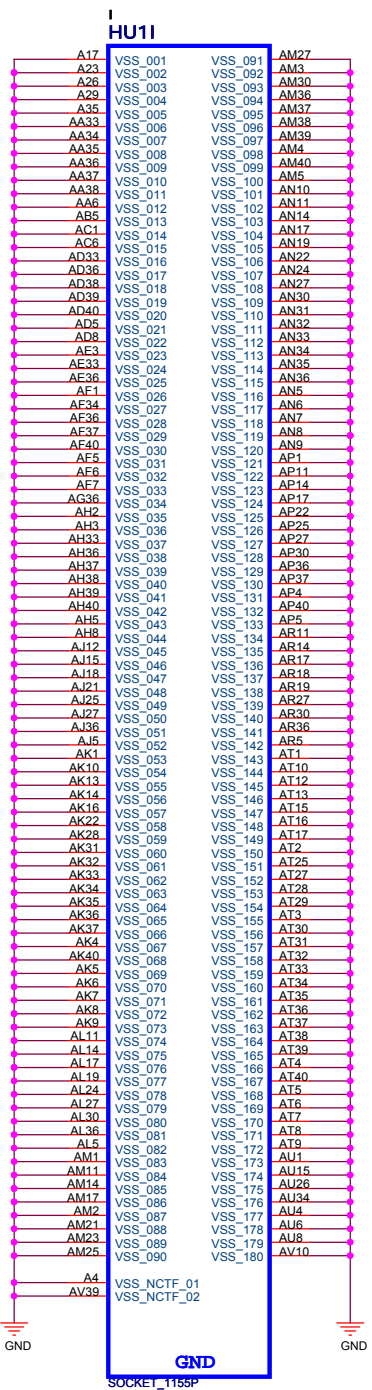 I
HU1I
A17 VSS_001 VSS_091 AM27
A23 VSS_002 VSS_092 AM3
A26 VSS_003 VSS_093 AM30
A29 VSS_004 VSS_094 AM36
A35 VSS_005 VSS_095 AM37
AA33 VSS_006 VSS_096 AM38
AA34 VSS_007 VSS_097 AM39
AA35 VSS_008 VSS_098 AM4
AA36 VSS_009 VSS_099 AM40
AA37 VSS_010 VSS_100 AM5
AA38 VSS_011 VSS_101 AN10
AA6 VSS_012 VSS_102 AN11
AB5 VSS_013 VSS_103 AN14
AC1 VSS_014 VSS_104 AN17
AC6 VSS_015 VSS_105 AN19
AD33 VSS_016 VSS_106 AN22
AD36 VSS_017 VSS_107 AN24
AD38 VSS_018 VSS_108 AN27
AD39 VSS_019 VSS_109 AN30
AD40 VSS_020 VSS_110 AN31
AD5 VSS_021 VSS_111 AN32
AD8 VSS_022 VSS_112 AN33
AE3 VSS_023 VSS_113 AN34
AE33 VSS_024 VSS_114 AN35
AE36 VSS_025 VSS_115 AN36
AF1 VSS_026 VSS_116 AN5
AF34 VSS_027 VSS_117 AN6
AF36 VSS_028 VSS_118 AN7
AF37 VSS_029 VSS_119 AN8
AF40 VSS_030 VSS_120 AN9
AF5 VSS_031 VSS_121 AP1
AF6 VSS_032 VSS_122 AP11
AF7 VSS_033 VSS_123 AP14
AG36 VSS_034 VSS_124 AP17
AH2 VSS_035 VSS_125 AP22
AH3 VSS_036 VSS_126 AP25
AH33 VSS_037 VSS_127 AP27
AH36 VSS_038 VSS_128 AP30
AH37 VSS_039 VSS_129 AP36
AH38 VSS_040 VSS_130 AP37
AH39 VSS_041 VSS_131 AP4
AH40 VSS_042 VSS_132 AP40
AH5 VSS_043 VSS_133 AP5
AH8 VSS_044 VSS_134 AR11
AJ12 VSS_045 VSS_135 AR14
AJ15 VSS_046 VSS_136 AR17
AJ18 VSS_047 VSS_137 AR18
AJ21 VSS_048 VSS_138 AR19
AJ25 VSS_049 VSS_139 AR27
AJ27 VSS_050 VSS_140 AR30
AJ36 VSS_051 VSS_141 AR36
AJ5 VSS_052 VSS_142 AR5
AK1 VSS_053 VSS_143 AT1
AK10 VSS_054 VSS_144 AT10
AK13 VSS_055 VSS_145 AT12
AK14 VSS_056 VSS_146 AT13
AK16 VSS_057 VSS_147 AT15
AK22 VSS_058 VSS_148 AT16
AK28 VSS_059 VSS_149 AT17
AK31 VSS_060 VSS_150 AT2
AK32 VSS_061 VSS_151 AT25
AK33 VSS_062 VSS_152 AT27
AK34 VSS_063 VSS_153 AT28
AK35 VSS_064 VSS_154 AT29
AK36 VSS_065 VSS_155 AT3
AK37 VSS_066 VSS_156 AT30
AK4 VSS_067 VSS_157 AT31
AK40 VSS_068 VSS_158 AT32
AK5 VSS_069 VSS_159 AT33
AK6 VSS_070 VSS_160 AT34
AK7 VSS_071 VSS_161 AT35
AK8 VSS_072 VSS_162 AT36
AK9 VSS_073 VSS_163 AT37
AL11 VSS_074 VSS_164 AT38
AL14 VSS_075 VSS_165 AT39
AL17 VSS_076 VSS_166 AT4
AL19 VSS_077 VSS_167 AT40
AL24 VSS_078 VSS_168 AT5
AL27 VSS_079 VSS_169 AT6
AL30 VSS_080 VSS_170 AT7
AL36 VSS_081 VSS_171 AT8
AL5 VSS_082 VSS_172 AT9
AM1 VSS_083 VSS_173 AU1
AM11 VSS_084 VSS_174 AU15
AM14 VSS_085 VSS_175 AU26
AM17 VSS_086 VSS_176 AU34
AM2 VSS_087 VSS_177 AU4
AM21 VSS_088 VSS_178 AU6
AM23 VSS_089 VSS_179 AU8
AM25 VSS_090 VSS_180 AV10
A4 VSS_NCTF_01
AV39 VSS_NCTF_02
GND GND
GND
SOCKET_1155P